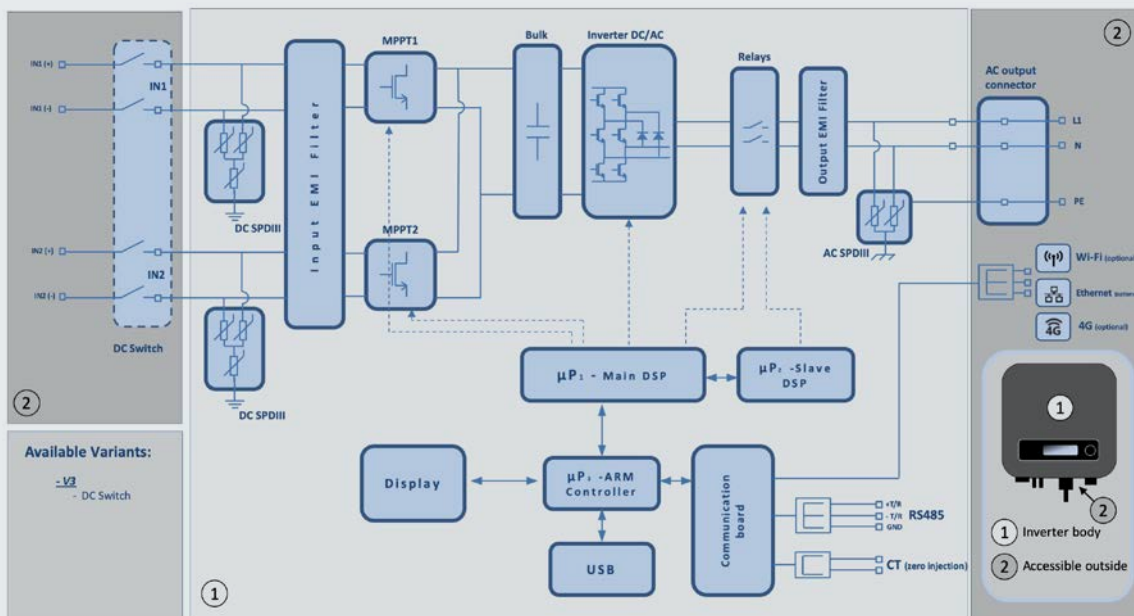 2
IN1 (+)
IN1 (-)
IN1
IN2 (+)
IN2
IN2 (-)
DC Switch
2
Available Variants:
- V3
- DC Switch
1
DC SPDIII
DC SPDIII
Input EMI Filter
MPPT1
MPPT2
Bulk
Inverter DC/AC
Relays
Output EMI Filter
AC SPDIII
AC output
connector
L1
N
PE
Wi-Fi (optional)
Ethernet
4G
4G (optional)
µP₁ - Main DSP
-Slave
DSP
-ARM
Controller
Display
USB
Communication
board
+T/R
- T/R
GND
RS485
CT (zero injection)
1
2
1 Inverter body
2 Accessible outside
1
2